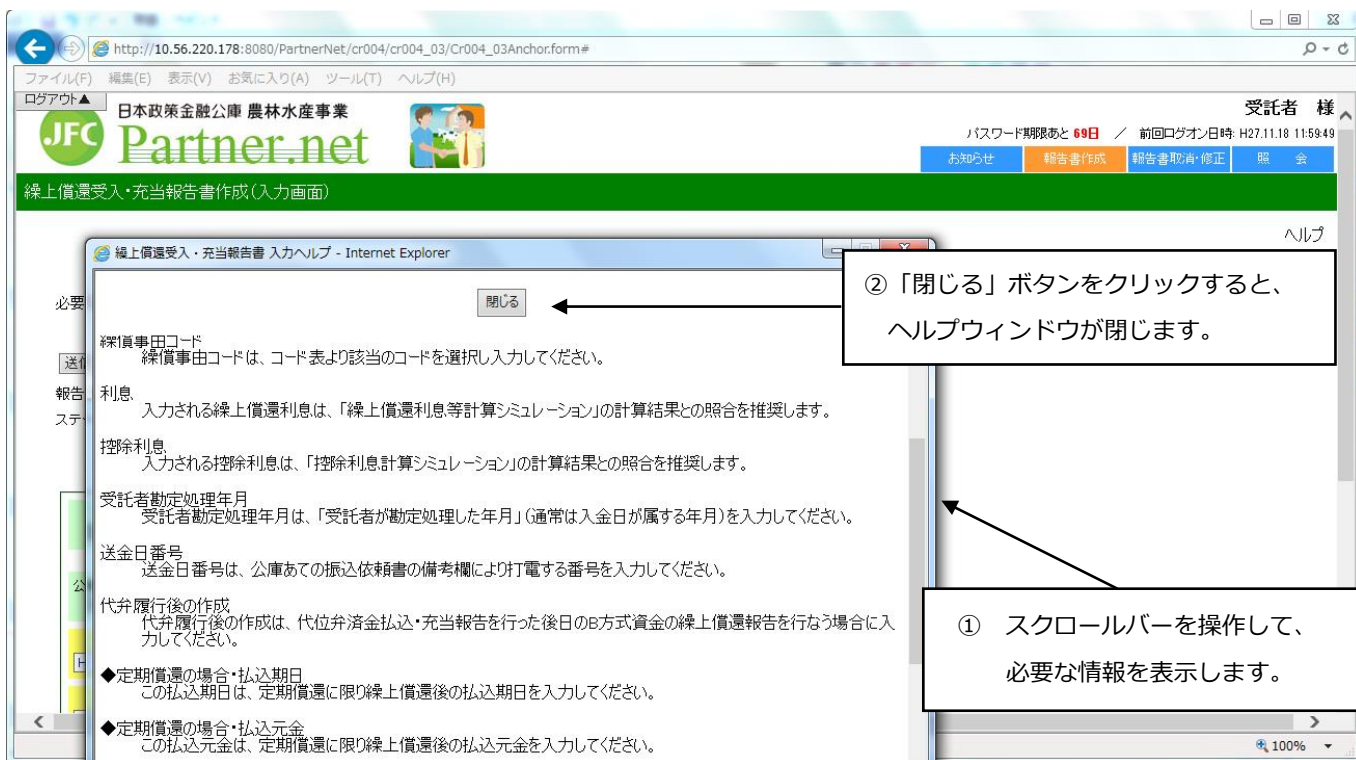 http://10.56.220.178:8080/PartnerNet/cr004/cr004_03/Cr004_03Anchor.form#
ファイル(F) 編集(E) 表示(V) お気に入り(A) ツール(T) ヘルプ(H)
ログアウト▲
JFC
日本政策金融公庫 農林水産事業
Partner.net
受託者 様
パスワード期限あと 69日 ／ 前回ログオン日時: H27.11.18 11:59:49
お知らせ 報告書作成 報告書取消・修正 照 会
繰上償還受入・充当報告書作成(入力画面)
ヘルプ
繰上償還受入・充当報告書 入力ヘルプ - Internet Explorer
必要
閉じる
②「閉じる」ボタンをクリックすると、
ヘルプウィンドウが閉じます。
繰償事由コード
繰償事由コードは、コード表より該当のコードを選択し入力してください。
報告
利息
入力される繰上償還利息は、「繰上償還利息等計算シミュレーション」の計算結果との照合を推奨します。
ステ
控除利息
入力される控除利息は、「控除利息計算シミュレーション」の計算結果との照合を推奨します。
受託者勘定処理年月
受託者勘定処理年月は、「受託者が勘定処理した年月」(通常は入金日が属する年月)を入力してください。
送金日番号
送金日番号は、公庫あての振込依頼書の備考欄により打電する番号を入力してください。
公
代弁履行後の作成
代弁履行後の作成は、代位弁済金払込・充当報告を行った後日のB方式資金の繰上償還報告を行なう場合に入
力してください。
① スクロールバーを操作して、
必要な情報を表示します。
H
◆定期償還の場合・払込期日
この払込期日は、定期償還に限り繰上償還後の払込期日を入力してください。
◆定期償還の場合・払込元金
この払込元金は、定期償還に限り繰上償還後の払込元金を入力してください。
100%